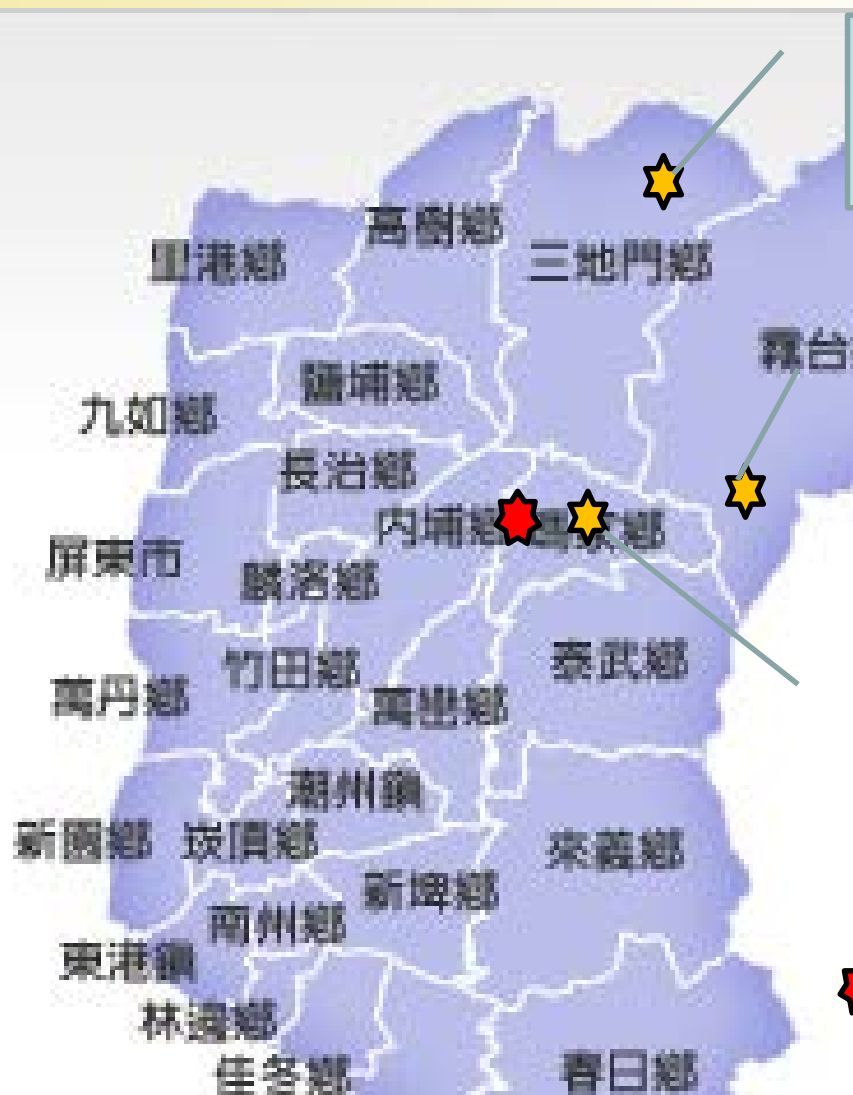 高樹鄉
里港鄉
三地門鄉
霧台
鹽埔鄉
九如鄉
長治鄉
內埔鄉
瑪家鄉
屏東市
麟洛鄉
竹田鄉
泰武鄉
萬丹鄉
萬巒鄉
潮州鎮
新園鄉
崁頂鄉
來義鄉
新埤鄉
南州鄉
東港鎮
林邊鄉
佳冬鄉
春日鄉